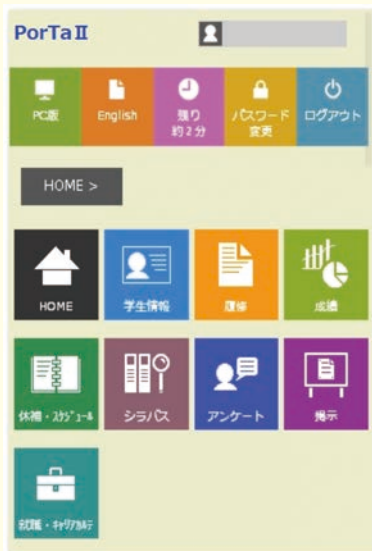 PorTaⅡ
PC版
English
残り
約2分
パスワード
変更
ログアウト
HOME >
HOME
学生情報
履修
成績
休補・ｽｹｼﾞｭｰﾙ
シラバス
アンケート
掲示
就職・ｷｬﾘｱｶﾙﾃ